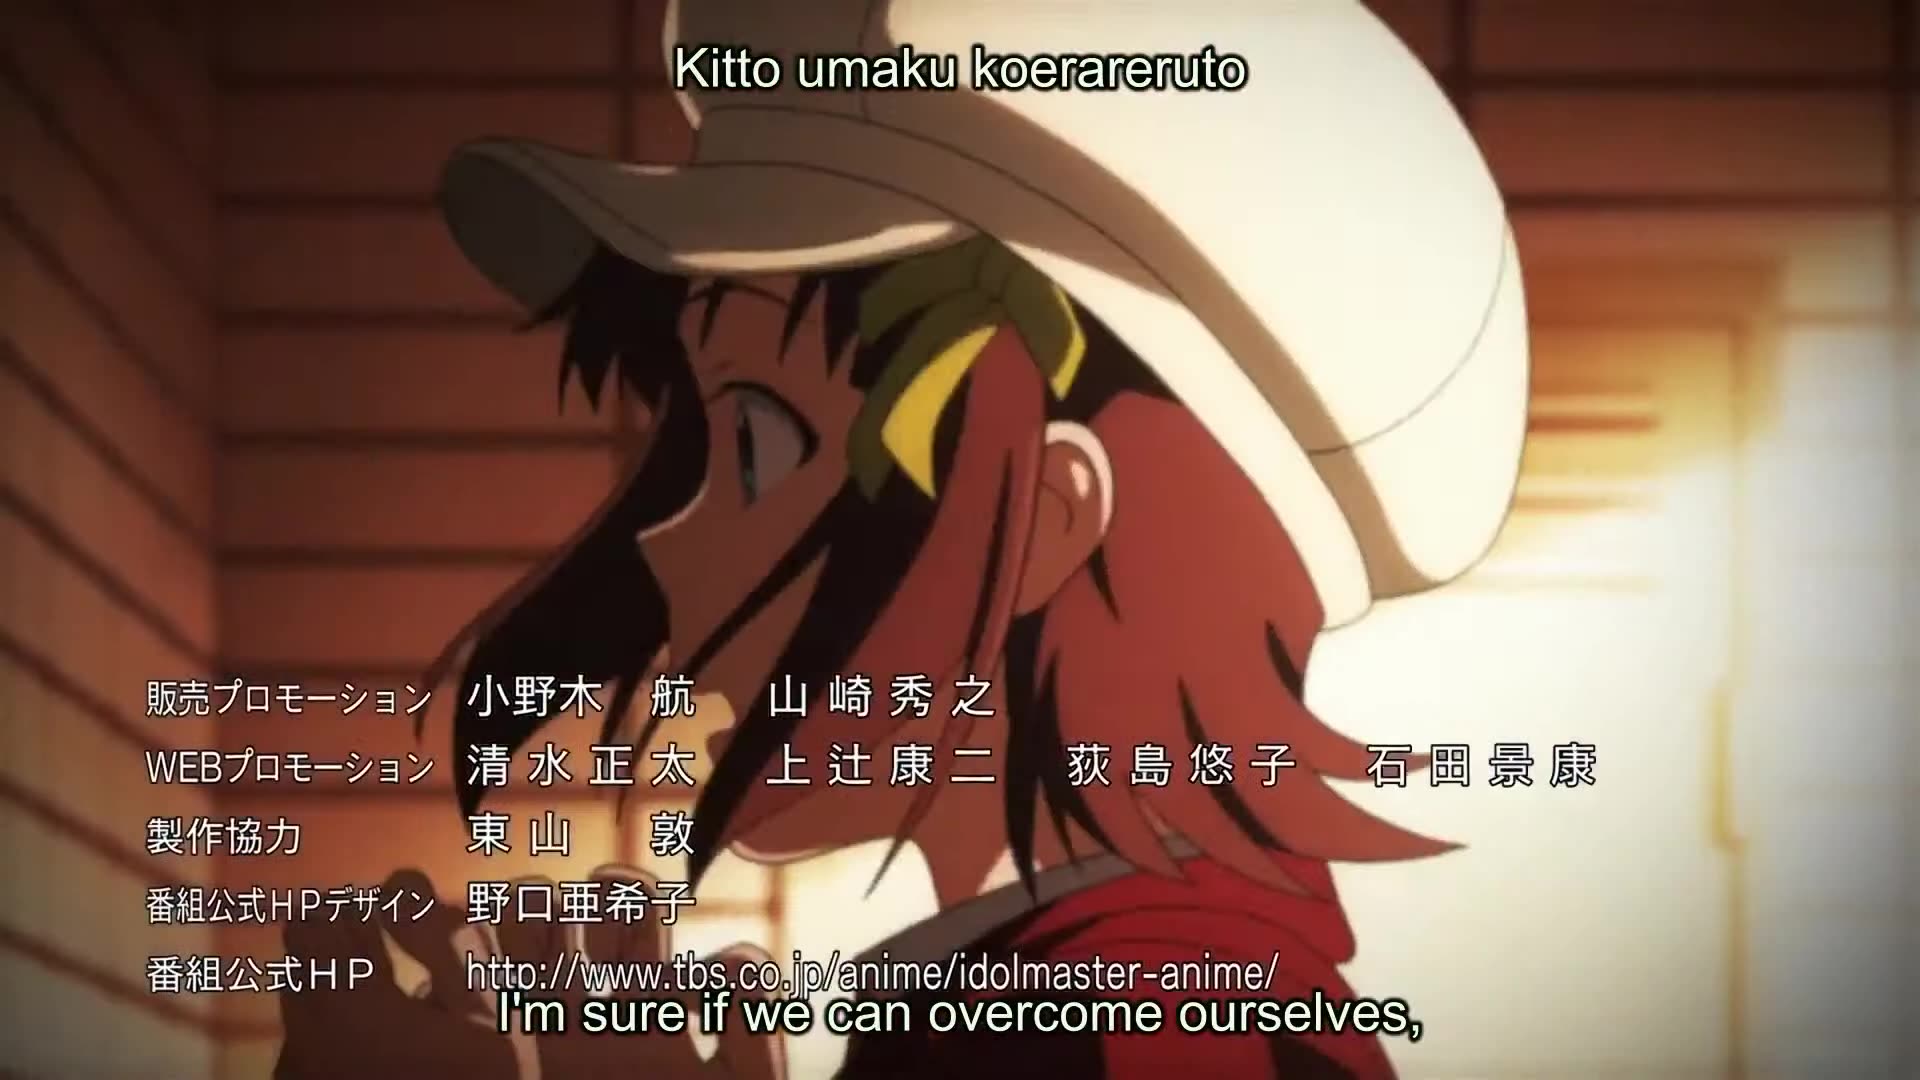 Kitto umaku koerareruto
販売プロモーション 小野木 航 山崎秀之
WEBプロモーション 清水正太 上辻康二 荻島悠子 石田景康
製作協力 東山 敦
番組公式HPデザイン 野口亜希子
番組公式HP http://www.tbs.co.jp/anime/idolmaster-anime/
I'm sure if we can overcome ourselves,